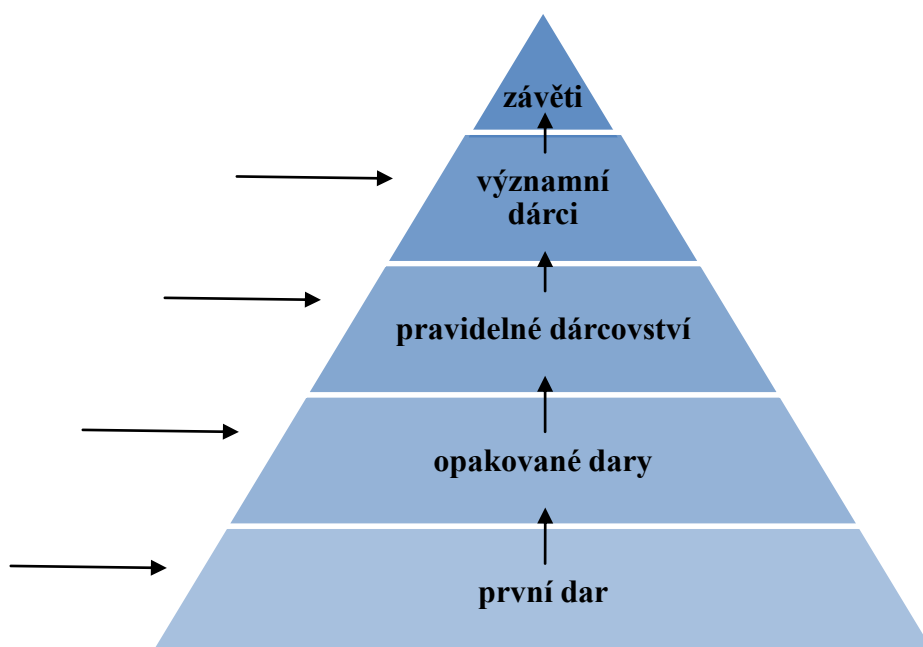 závěti
významní
dárci
pravidelné dárcovství
opakované dary
první dar